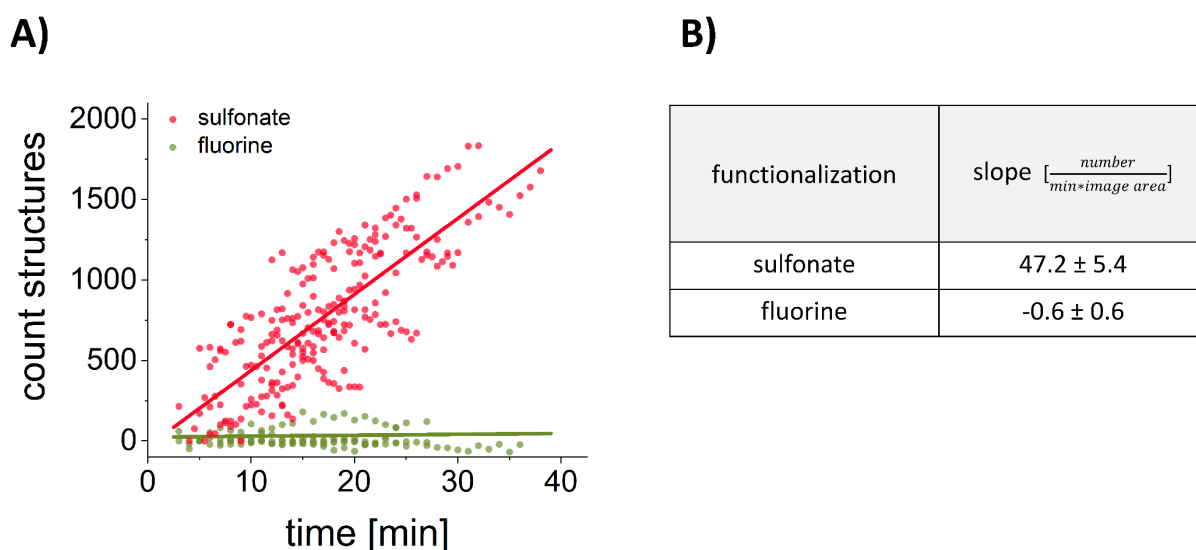 A)
B)
sulfonate
fluorine
2000
1500
1000
500
0
count structures
0
10
20
30
40
time [min]
functionalization
slope [number/min*image area]
sulfonate
47.2 ± 5.4
fluorine
-0.6 ± 0.6